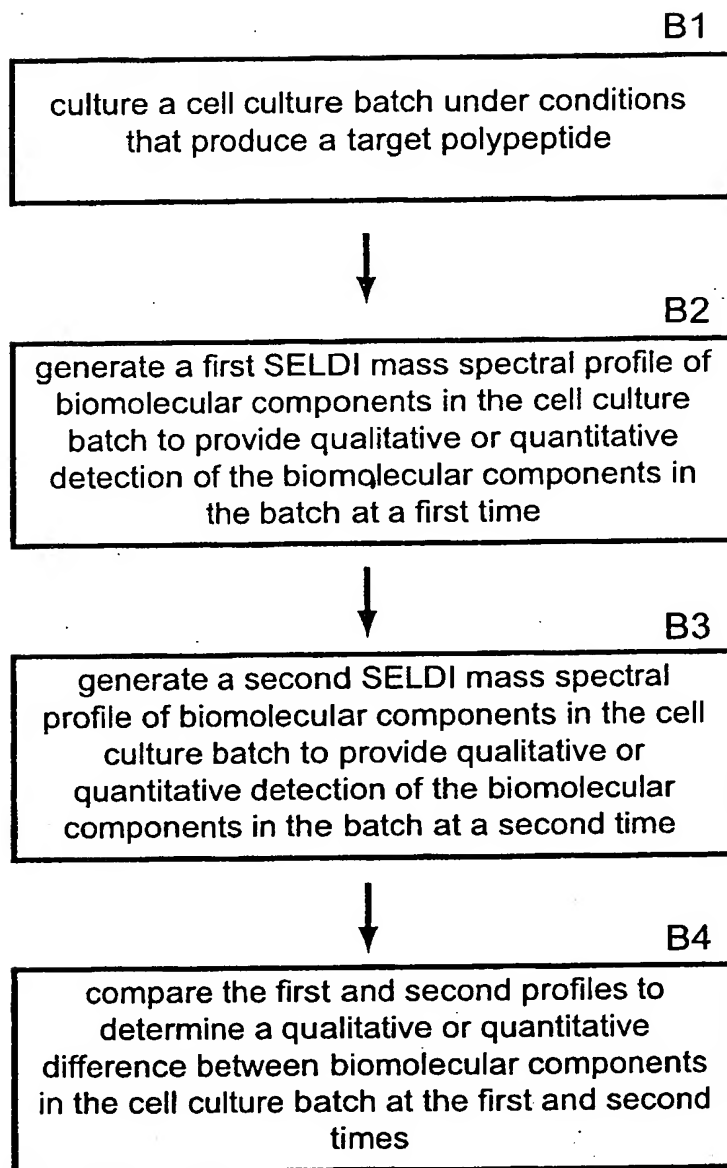 B1
culture a cell culture batch under conditions
that produce a target polypeptide
B2
generate a first SELDI mass spectral profile of
biomolecular components in the cell culture
batch to provide qualitative or quantitative
detection of the biomolecular components in
the batch at a first time
B3
generate a second SELDI mass spectral
profile of biomolecular components in the cell
culture batch to provide qualitative or
quantitative detection of the biomolecular
components in the batch at a second time
B4
compare the first and second profiles to
determine a qualitative or quantitative
difference between biomolecular components
in the cell culture batch at the first and second
times